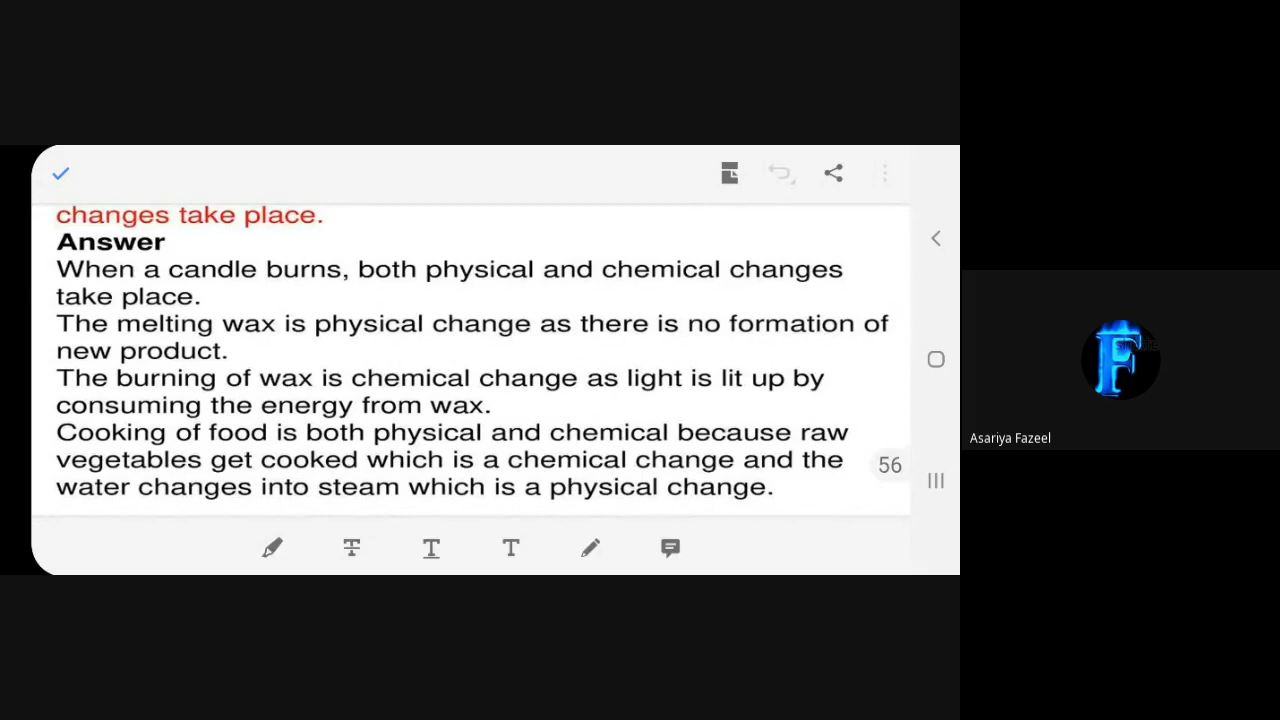 changes take place.
Answer
When a candle burns, both physical and chemical changes
take place.
The melting wax is physical change as there is no formation of
new product.
The burning of wax is chemical change as light is lit up by
consuming the energy from wax.
Cooking of food is both physical and chemical because raw
vegetables get cooked which is a chemical change and the
water changes into steam which is a physical change.
56
F
Asariya Fazeel